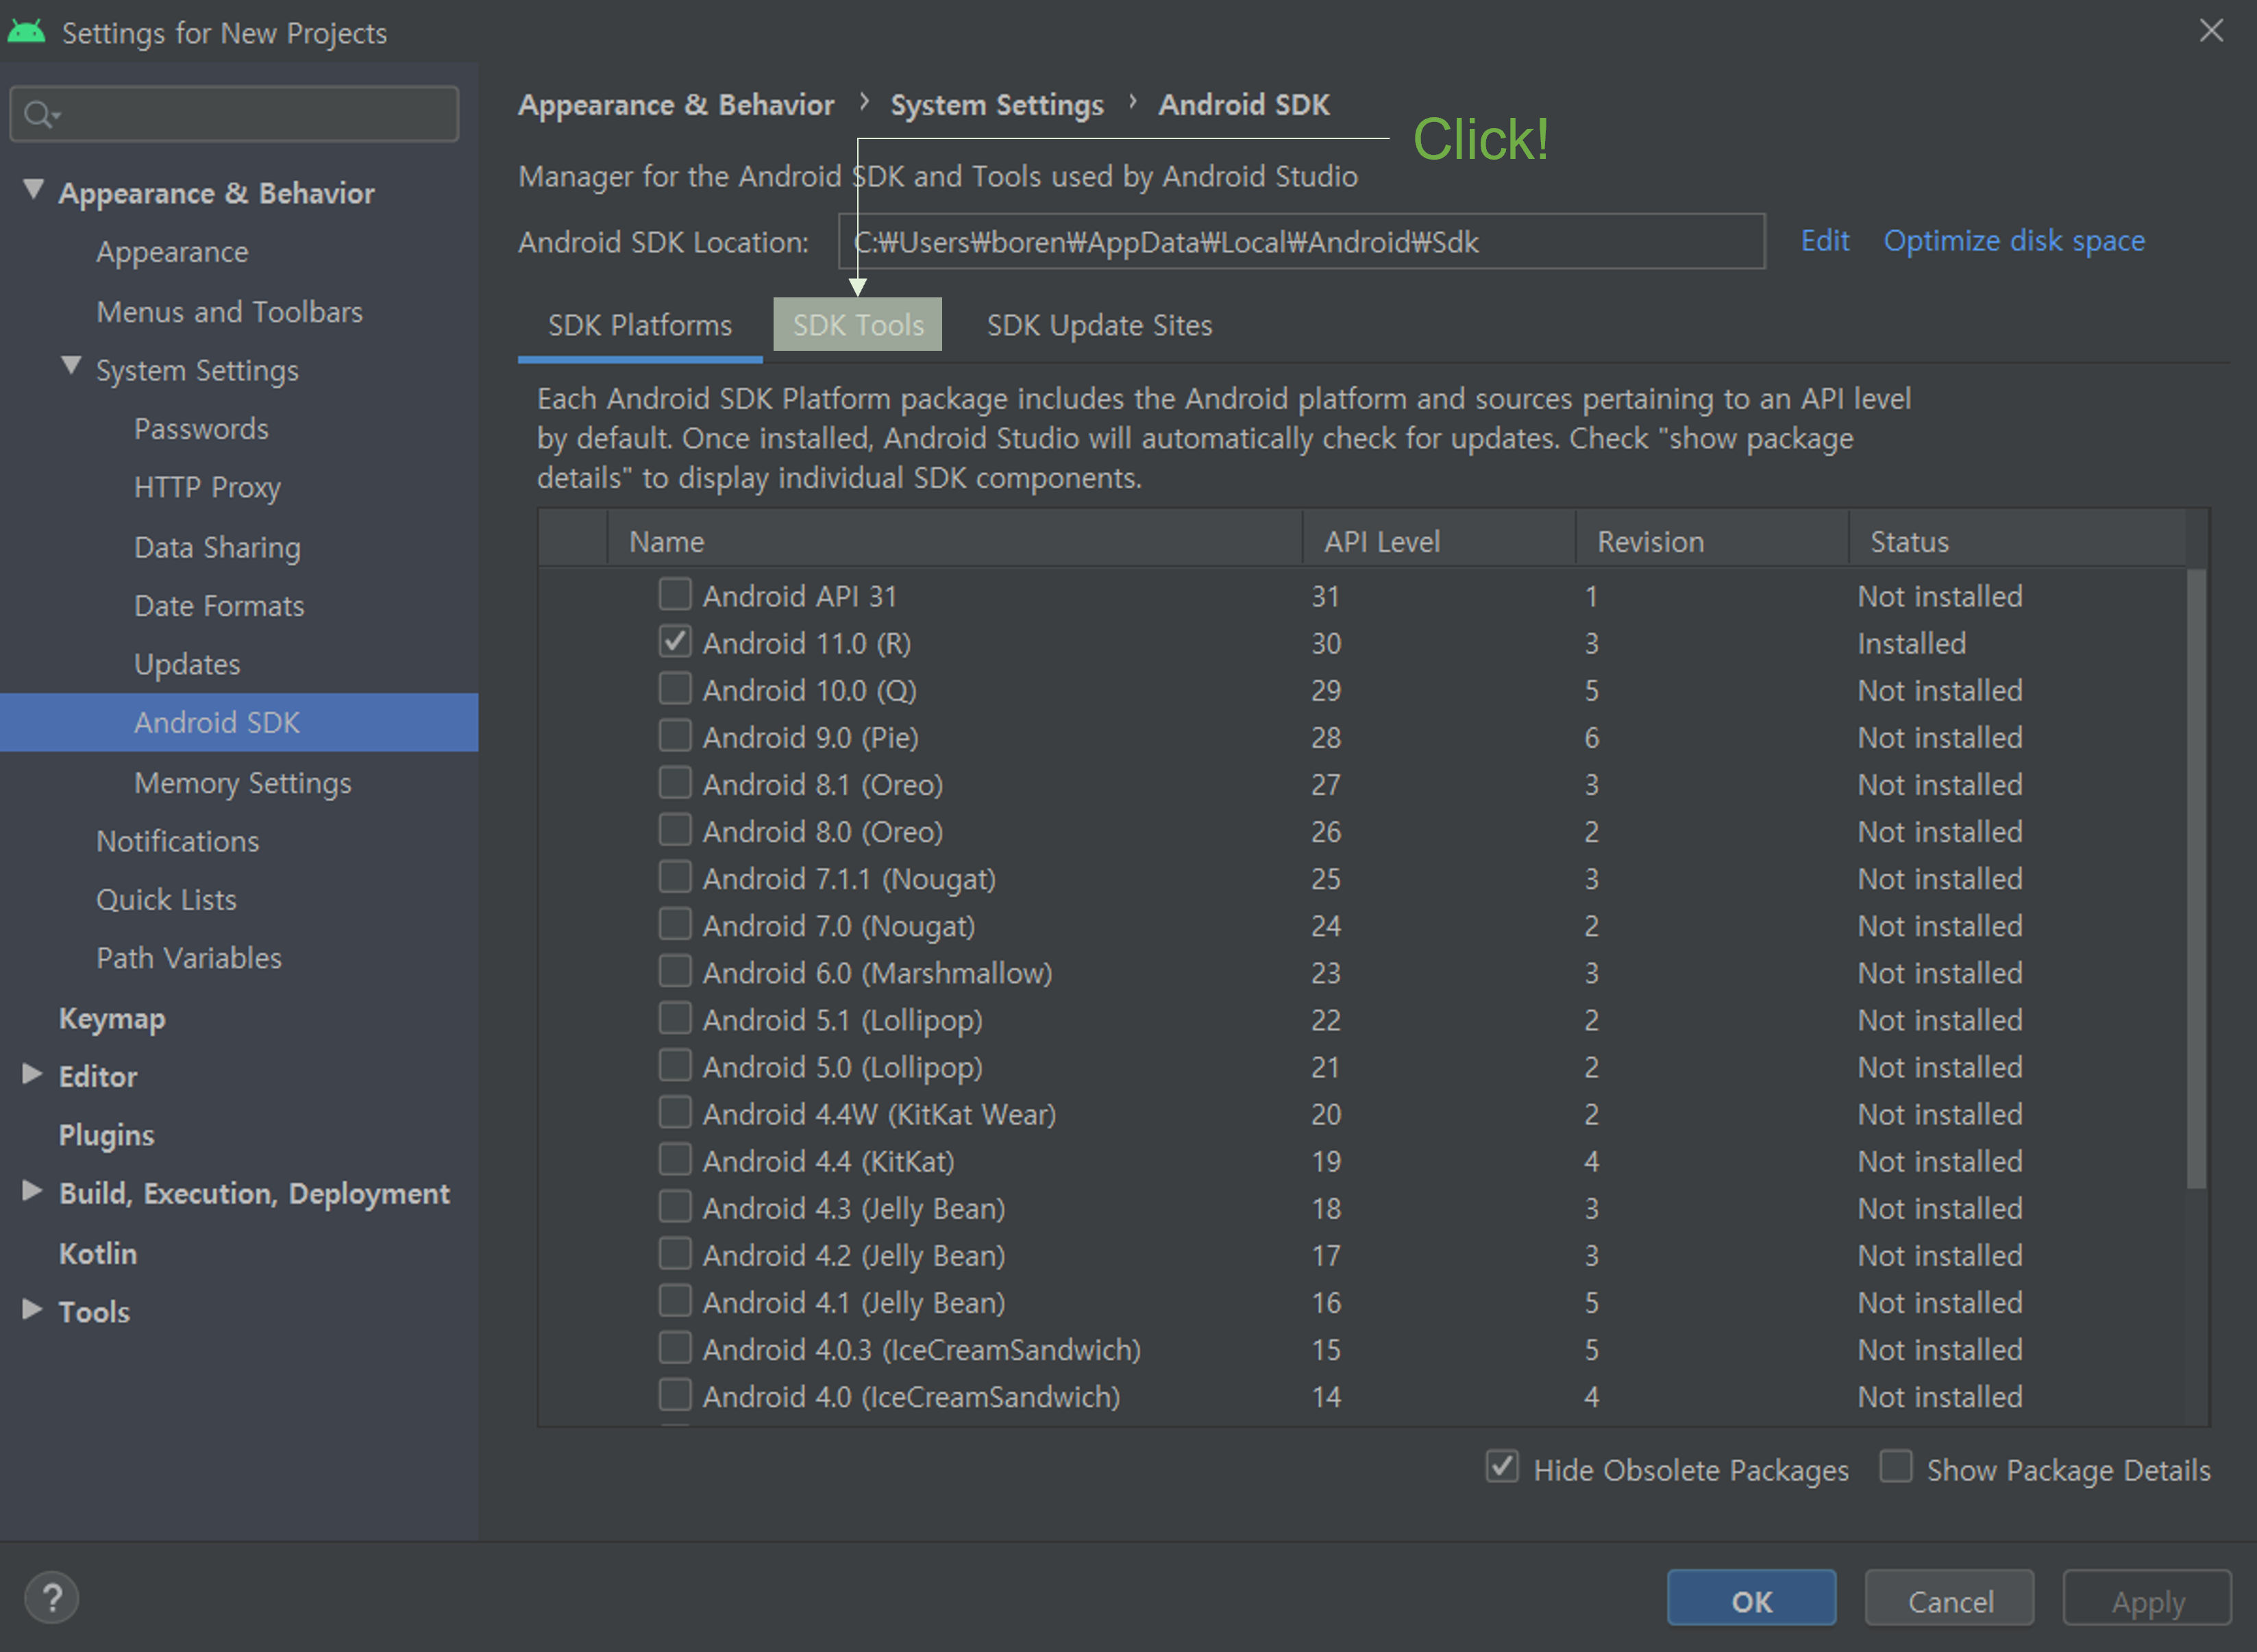 Settings for New Projects
Appearance & Behavior
Appearance
Menus and Toolbars
System Settings
Passwords
HTTP Proxy
Data Sharing
Date Formats
Updates
Android SDK
Memory Settings
Notifications
Quick Lists
Path Variables
Keymap
Editor
Plugins
Build, Execution, Deployment
Kotlin
Tools
Appearance & Behavior › System Settings › Android SDK
Click!
Manager for the Android SDK and Tools used by Android Studio
Android SDK Location: C:₩Users₩boren₩AppData₩Local₩Android₩Sdk Edit Optimize disk space
SDK Platforms SDK Tools SDK Update Sites
Each Android SDK Platform package includes the Android platform and sources pertaining to an API level
by default. Once installed, Android Studio will automatically check for updates. Check "show package
details" to display individual SDK components.
Name API Level Revision Status
Android API 31 31 1 Not installed
Android 11.0 (R) 30 3 Installed
Android 10.0 (Q) 29 5 Not installed
Android 9.0 (Pie) 28 6 Not installed
Android 8.1 (Oreo) 27 3 Not installed
Android 8.0 (Oreo) 26 2 Not installed
Android 7.1.1 (Nougat) 25 3 Not installed
Android 7.0 (Nougat) 24 2 Not installed
Android 6.0 (Marshmallow) 23 3 Not installed
Android 5.1 (Lollipop) 22 2 Not installed
Android 5.0 (Lollipop) 21 2 Not installed
Android 4.4W (KitKat Wear) 20 2 Not installed
Android 4.4 (KitKat) 19 4 Not installed
Android 4.3 (Jelly Bean) 18 3 Not installed
Android 4.2 (Jelly Bean) 17 3 Not installed
Android 4.1 (Jelly Bean) 16 5 Not installed
Android 4.0.3 (IceCreamSandwich) 15 5 Not installed
Android 4.0 (IceCreamSandwich) 14 4 Not installed
Hide Obsolete Packages Show Package Details
? OK Cancel Apply